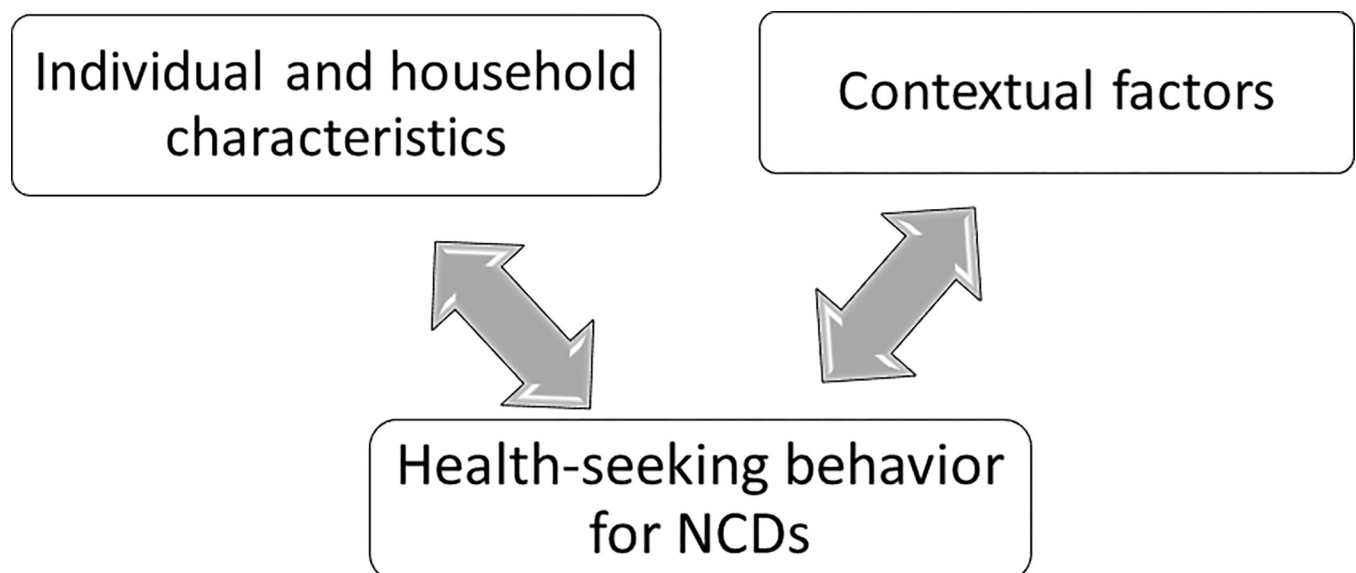 Individual and household
characteristics
Contextual factors
Health-seeking behavior
for NCDs